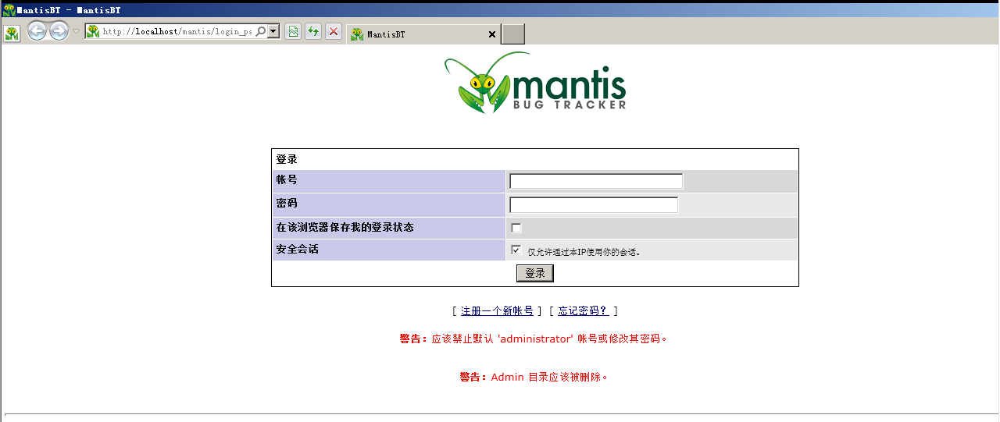 MantisBT - MantisBT
http://localhost/mantis/login_pa
MantisBT
mantis
BUG TRACKER
登录
帐号
密码
在该浏览器保存我的登录状态
安全会话
仅允许通过本IP使用你的会话。
登录
[ 注册一个新帐号 ] [ 忘记密码? ]
警告：应该禁止默认 'administrator' 帐号或修改其密码。
警告：Admin 目录应该被删除。